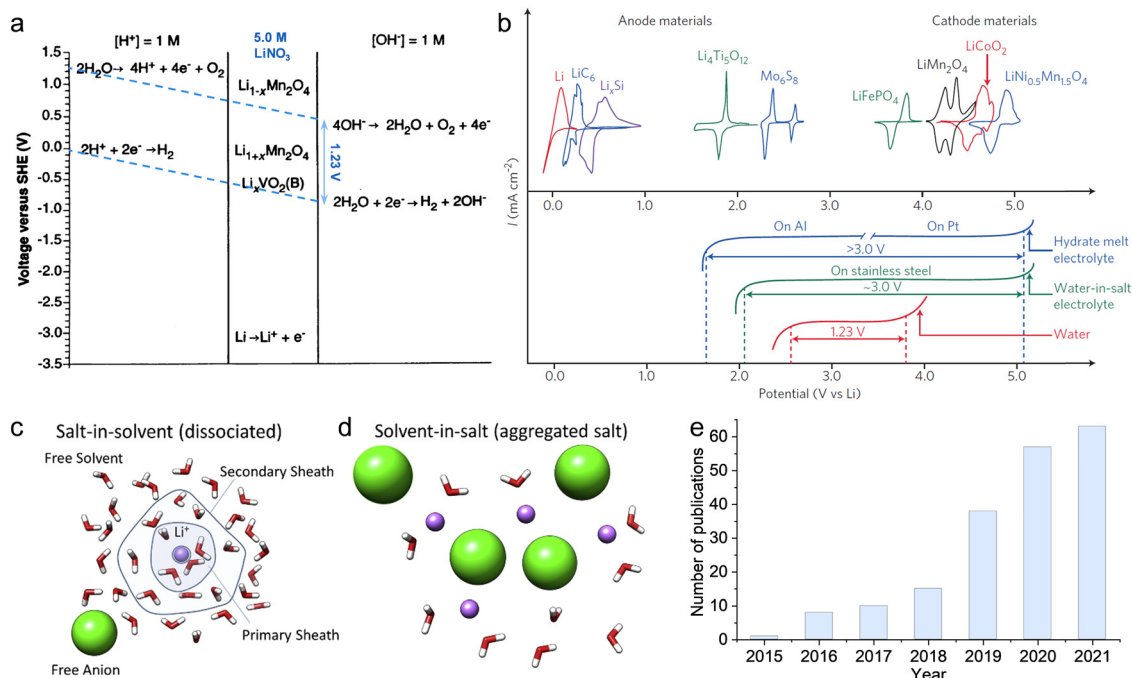 a
[H⁺] = 1 M
5.0 M
LiNO₃
[OH⁻] = 1 M
Voltage versus SHE (V)
1.5
1.0
0.5
0.0
-0.5
-1.0
-1.5
-2.0
-2.5
-3.0
-3.5
2H₂O→ 4H⁺ + 4e⁻ + O₂
Li₁₋ₓMn₂O₄
4OH⁻→ 2H₂O + O₂ + 4e⁻
2H⁺ + 2e⁻→H₂
Li₁₊ₓMn₂O₄
1.23 V
LiₓVO₂(B)
2H₂O + 2e⁻→ H₂ + 2OH⁻
Li→Li⁺ + e⁻
b
Anode materials
Cathode materials
Li
LiC₆
LiₓSi
Li₄Ti₅O₁₂
Mo₆S₈
LiFePO₄
LiMn₂O₄
LiCoO₂
LiNi₀.₅Mn₁.₅O₄
I (mA cm⁻²)
0.0 1.0 2.0 3.0 4.0 5.0
On Al
On Pt
>3.0 V
Hydrate melt
electrolyte
On stainless steel
~3.0 V
Water-in-salt
electrolyte
1.23 V
Water
0.0 1.0 2.0 3.0 4.0 5.0
Potential (V vs Li)
c
Salt-in-solvent (dissociated)
Free Solvent
Secondary Sheath
Li⁺
Primary Sheath
Free Anion
d
Solvent-in-salt (aggregated salt)
e
Number of publications
60
50
40
30
20
10
0
2015 2016 2017 2018 2019 2020 2021
Year